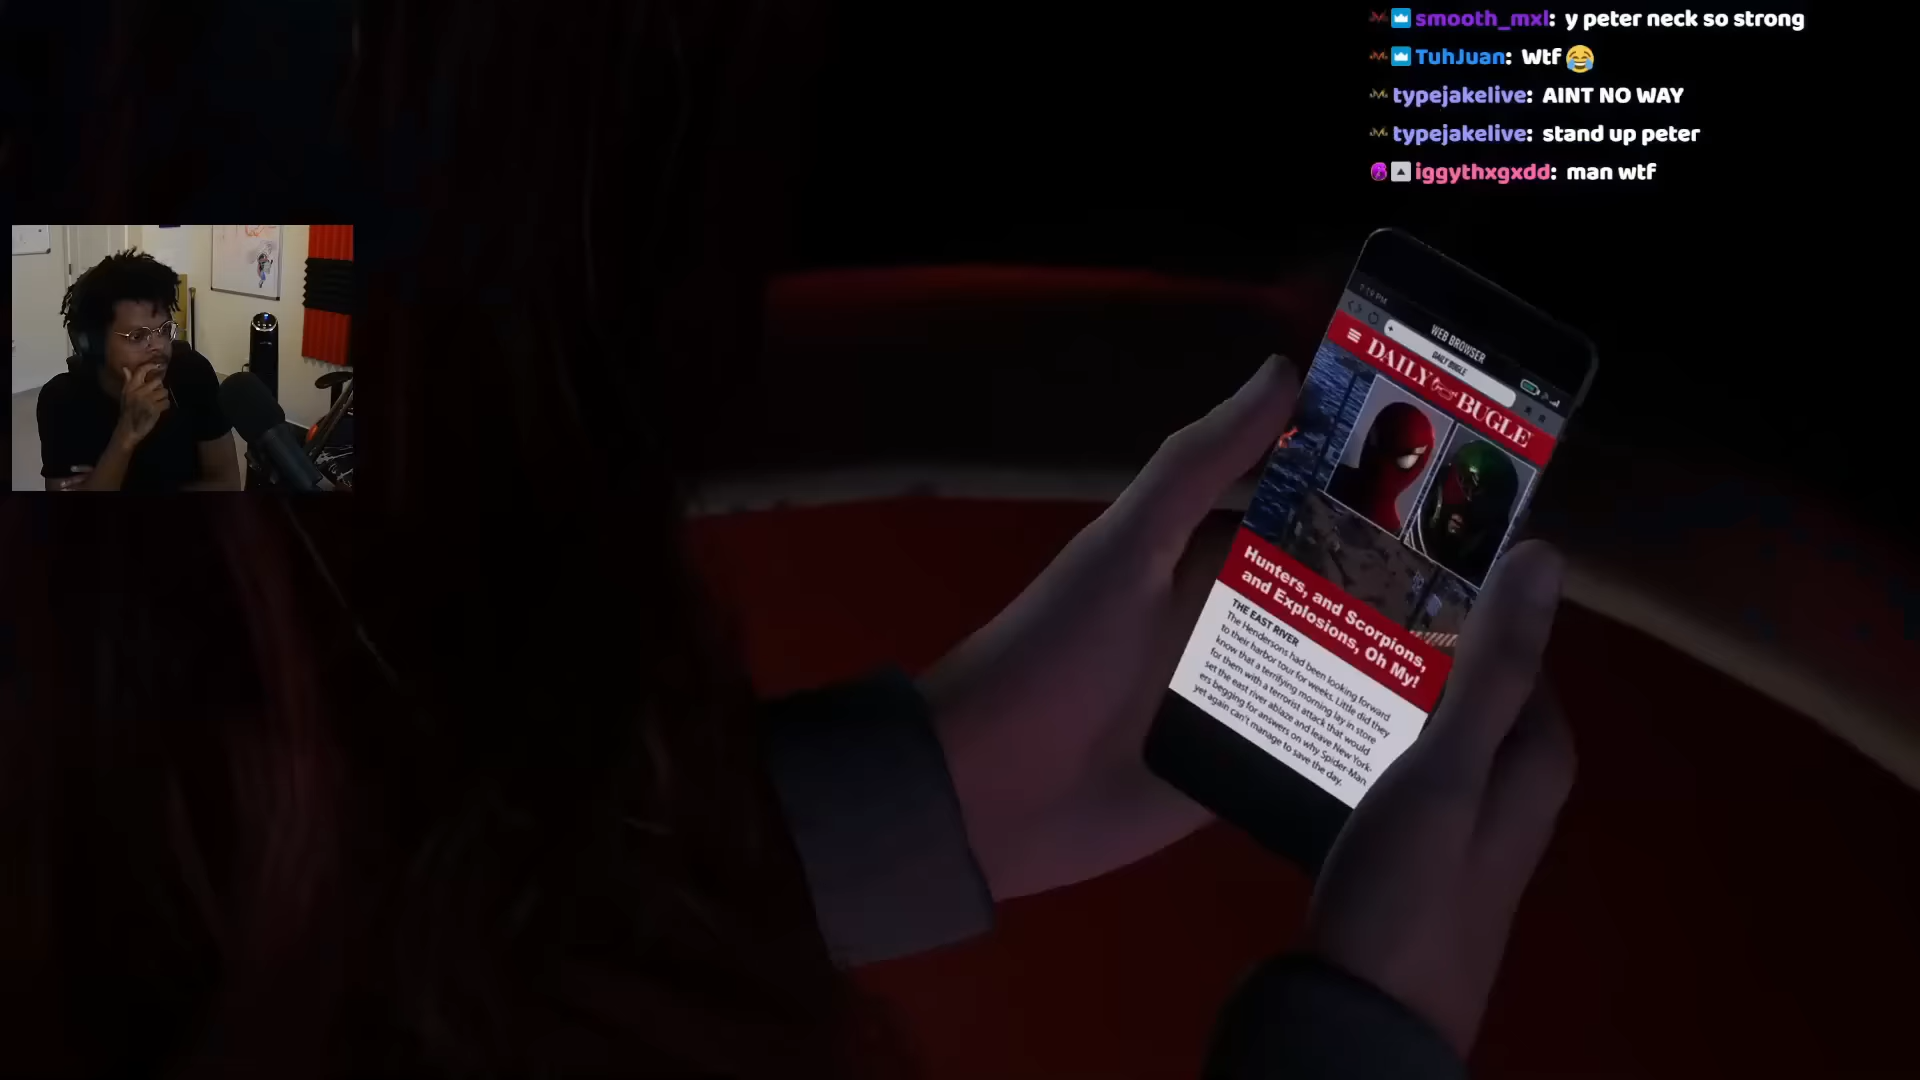 smooth_mxl: y peter neck so strong
TuhJuan: Wtf 😂
typejakelive: AINT NO WAY
typejakelive: stand up peter
iggythxgxdd: man wtf
7:19 PM
WEB BROWSER
DAILY BUGLE
DAILY BUGLE
Hunters, and Scorpions,
and Explosions, Oh My!
THE EAST RIVER
The Hendersons had been looking forward
to their harbor tour for weeks. Little did they
know that a terrifying morning lay in store
for them with a terrorist attack that would
set the east river ablaze and leave New York-
ers begging for answers on why Spider-Man
yet again can't manage to save the day.